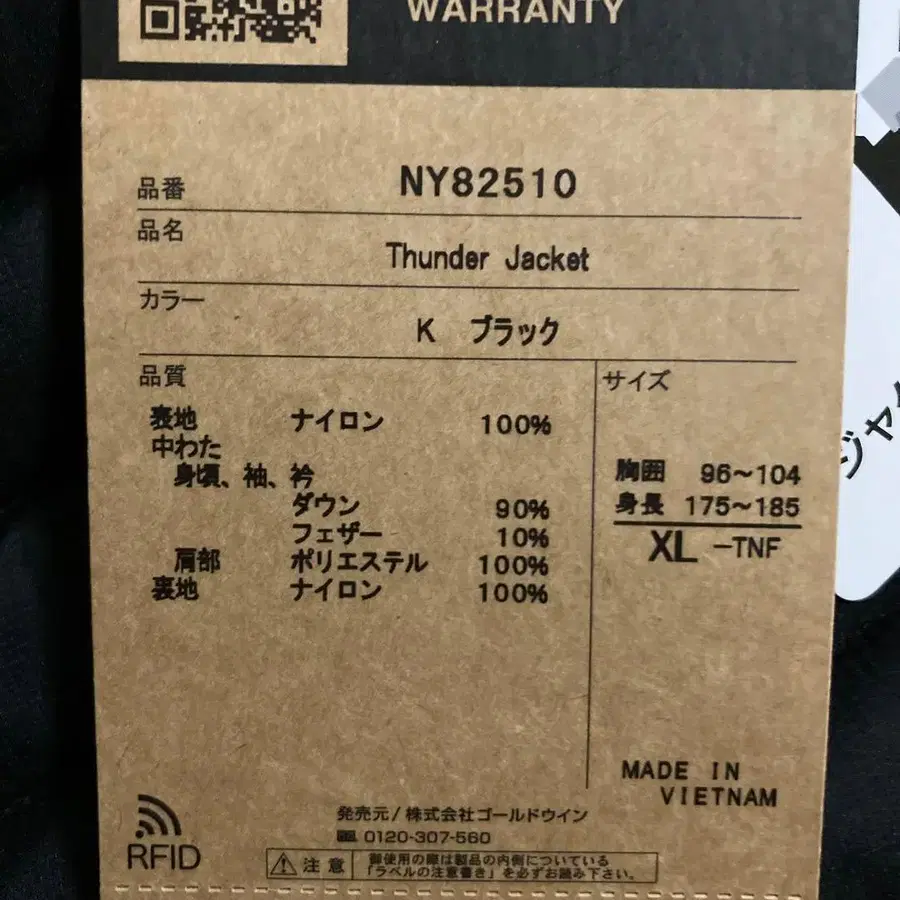 WARRANTY
品番 NY82510
品名
Thunder Jacket
カラー
K ブラック
品質
サイズ
表地 ナイロン 100%
中わた
身頃、袖、衿
ダウン 90%
フェザー 10%
肩部 ポリエステル 100%
裏地 ナイロン 100%
胸囲 96〜104
身長 175〜185
XL -TNF
MADE IN
VIETNAM
発売元/株式会社ゴールドウイン
0120-307-560
RFID
注意
御使用の際は製品の内側についている
「ラベルの注意書き」を必ずお読み下さい。
ジャケ